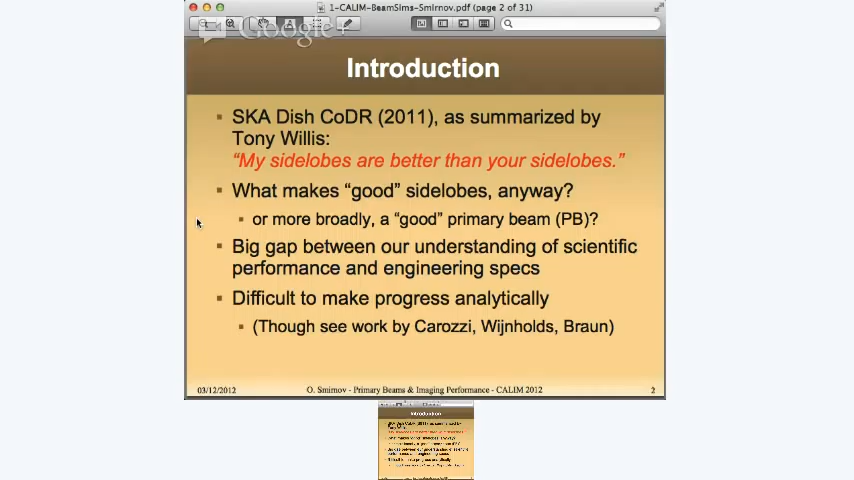 1-CALIM-BeamSims-Smirnov.pdf (page 2 of 31)
Google+
Introduction
SKA Dish CoDR (2011), as summarized by
Tony Willis:
“My sidelobes are better than your sidelobes.”
What makes “good” sidelobes, anyway?
or more broadly, a “good” primary beam (PB)?
Big gap between our understanding of scientific
performance and engineering specs
Difficult to make progress analytically
(Though see work by Carozzi, Wijnholds, Braun)
03/12/2012 O. Smirnov - Primary Beams & Imaging Performance - CALIM 2012 2
Introduction